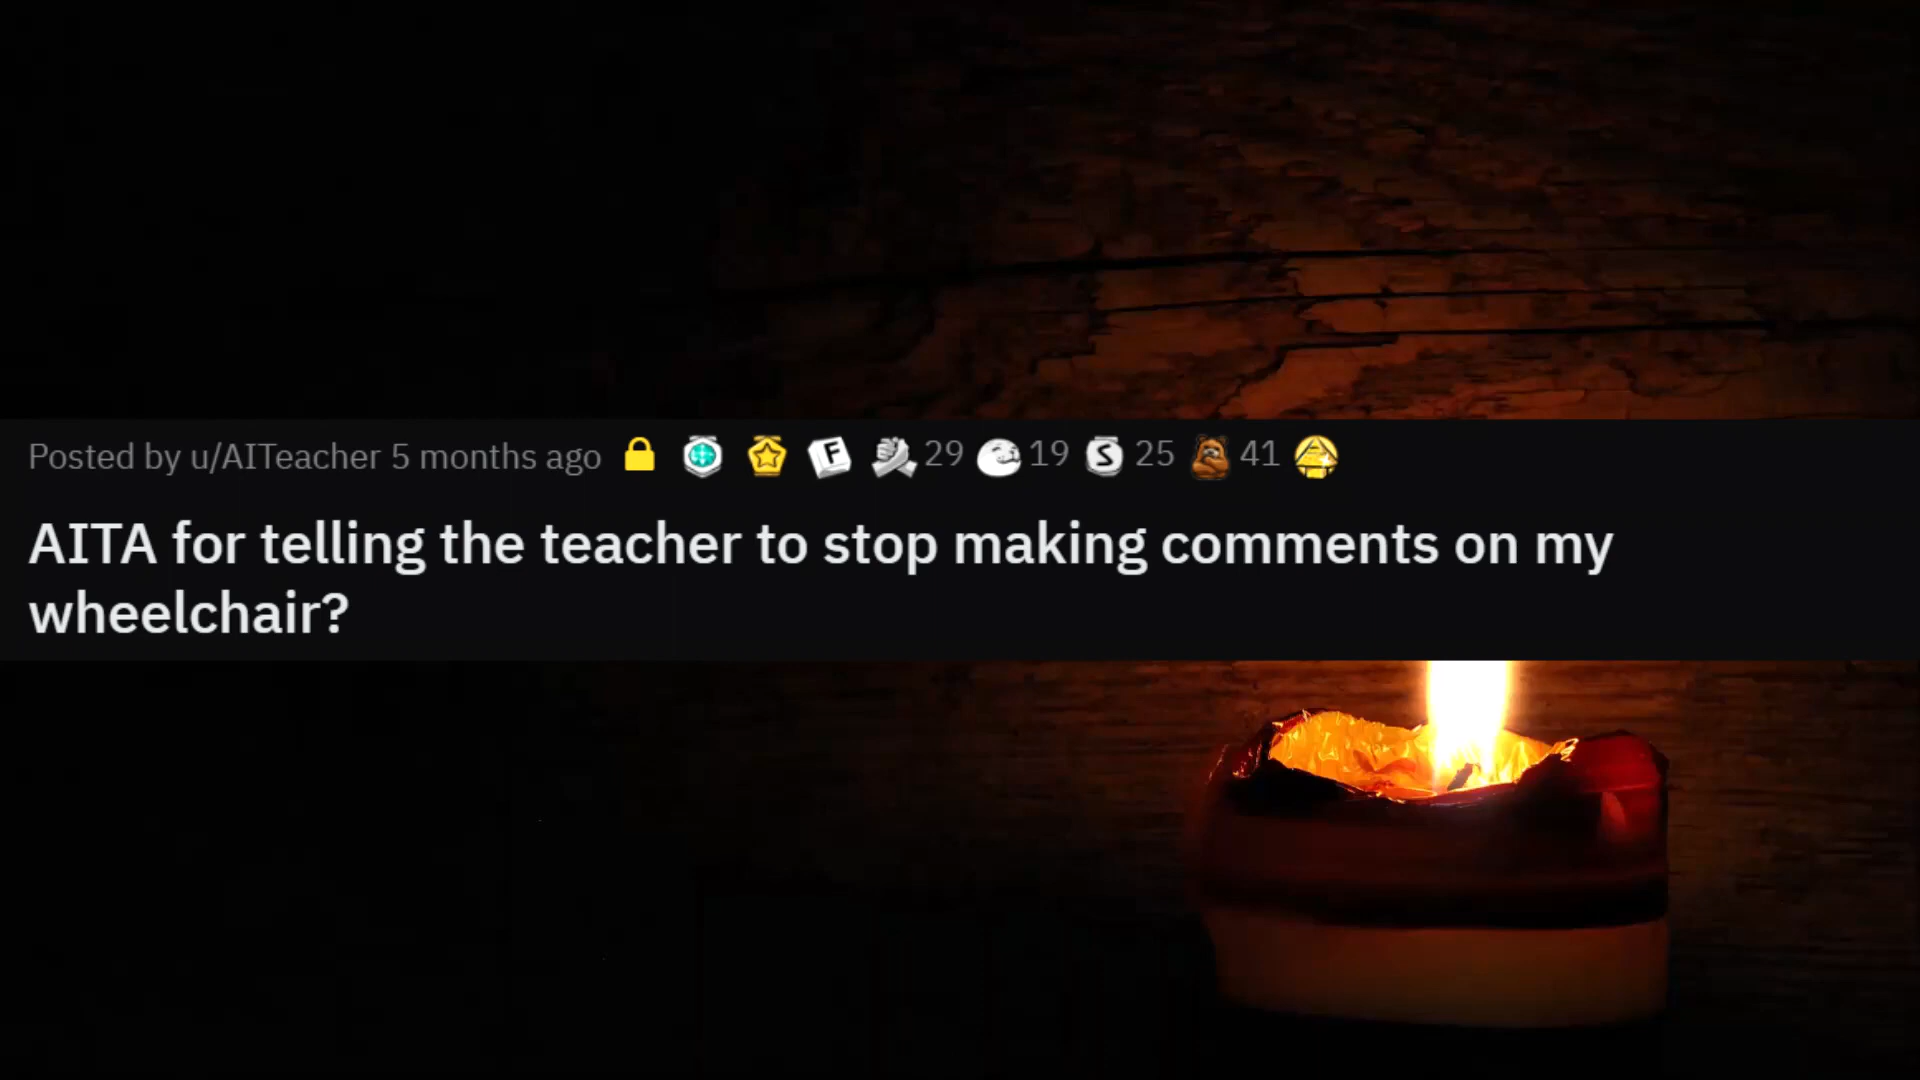 Posted by u/AITeacher 5 months ago F 29 19 S 25 41
AITA for telling the teacher to stop making comments on my
wheelchair?